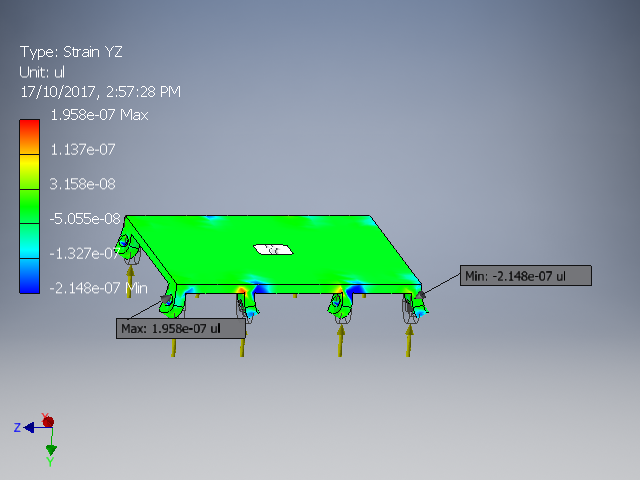 Type: Strain YZ
Unit: ul
17/10/2017, 2:57:28 PM
1.958e-07 Max
1.137e-07
3.158e-08
-5.055e-08
-1.327e-07
-2.148e-07 Min
Min: -2.148e-07 ul
Max: 1.958e-07 ul
X
Z
Y